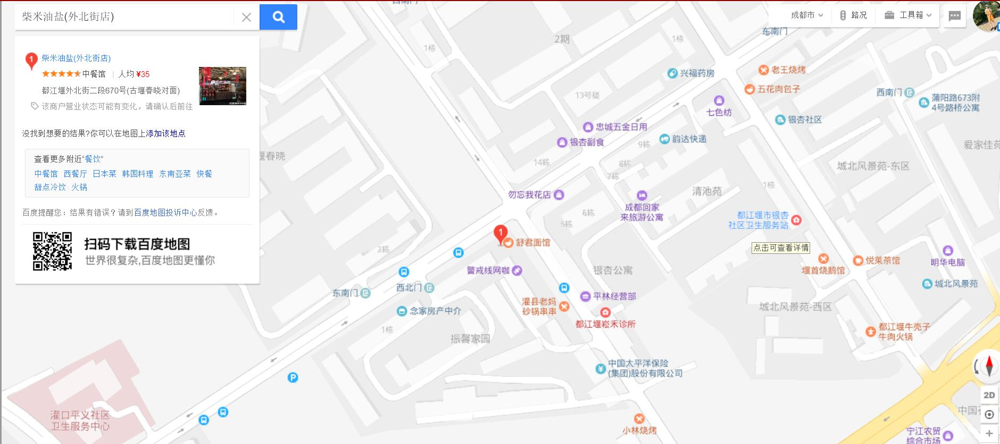 柴米油盐(外北街店)
成都市
路况
工具箱
1
柴米油盐(外北街店)
中餐馆 | 人均 ¥35
都江堰外北街二段670号(古堰春晓对面)
该商户营业状态可能有变化，请确认后前往
没找到想要的结果?你可以在地图上添加该地点
查看更多附近“餐饮”
中餐馆 西餐厅 日本菜 韩国料理 东南亚菜 快餐
甜点冷饮 火锅
百度提醒您：结果有错误？请到百度地图投诉中心反馈。
扫码下载百度地图
世界很复杂,百度地图更懂你
西南门
东南门
2期
1栋
1栋
兴福药房
老王烧烤
五花肉包子
13号楼
七色纺
西南门
蒲阳路673附
4号路桥公寓
银杏社区
忠城五金日用
银杏副食
9栋
韵达快递
爱家佳苑
堰春晓
14栋
8栋
7栋
城北风景苑-东区
清池苑
1栋
勿忘我花店
成都回家
来旅游公寓
6栋
5栋
都江堰市银杏
社区卫生服务站
1
舒君面馆
2栋
点击可查看详情
警戒线网咖
银杏公寓
堰首烧鹅馆
悦莱茶馆
明华电脑
城北风景苑
东南门
西北门
平林经营部
灌县老妈
砂锅串串
念家房产中介
城北风景苑-西区
都江堰崧禾诊所
1栋
振馨家园
都江堰牛壳子
牛肉火锅
中国太平洋保险
(集团)股份有限公司
P
2D
灌口平义社区
卫生服务中心
小林烧烤
中国石
宁江农贸
综合市场